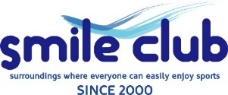 smile club
surroundings where everyone can easily enjoy sports
SINCE 2000